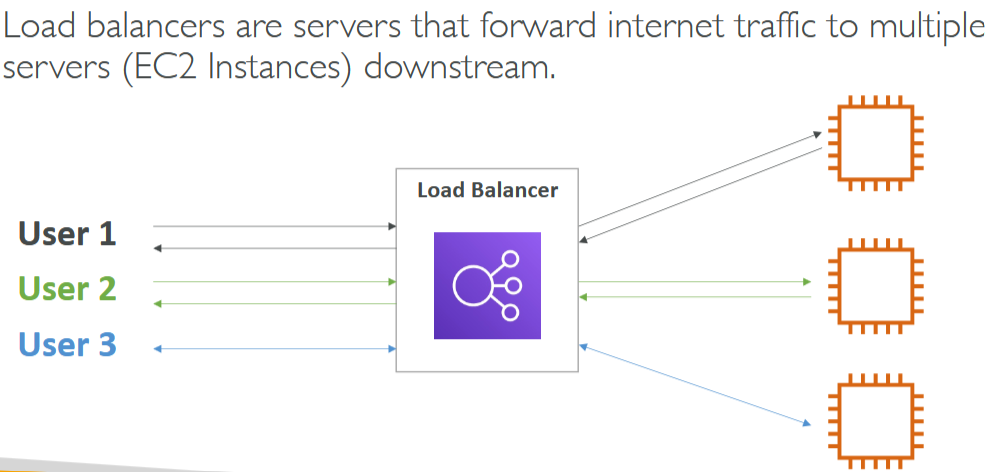 Load balancers are servers that forward internet traffic to multiple
servers (EC2 Instances) downstream.
Load Balancer
User 1
User 2
User 3